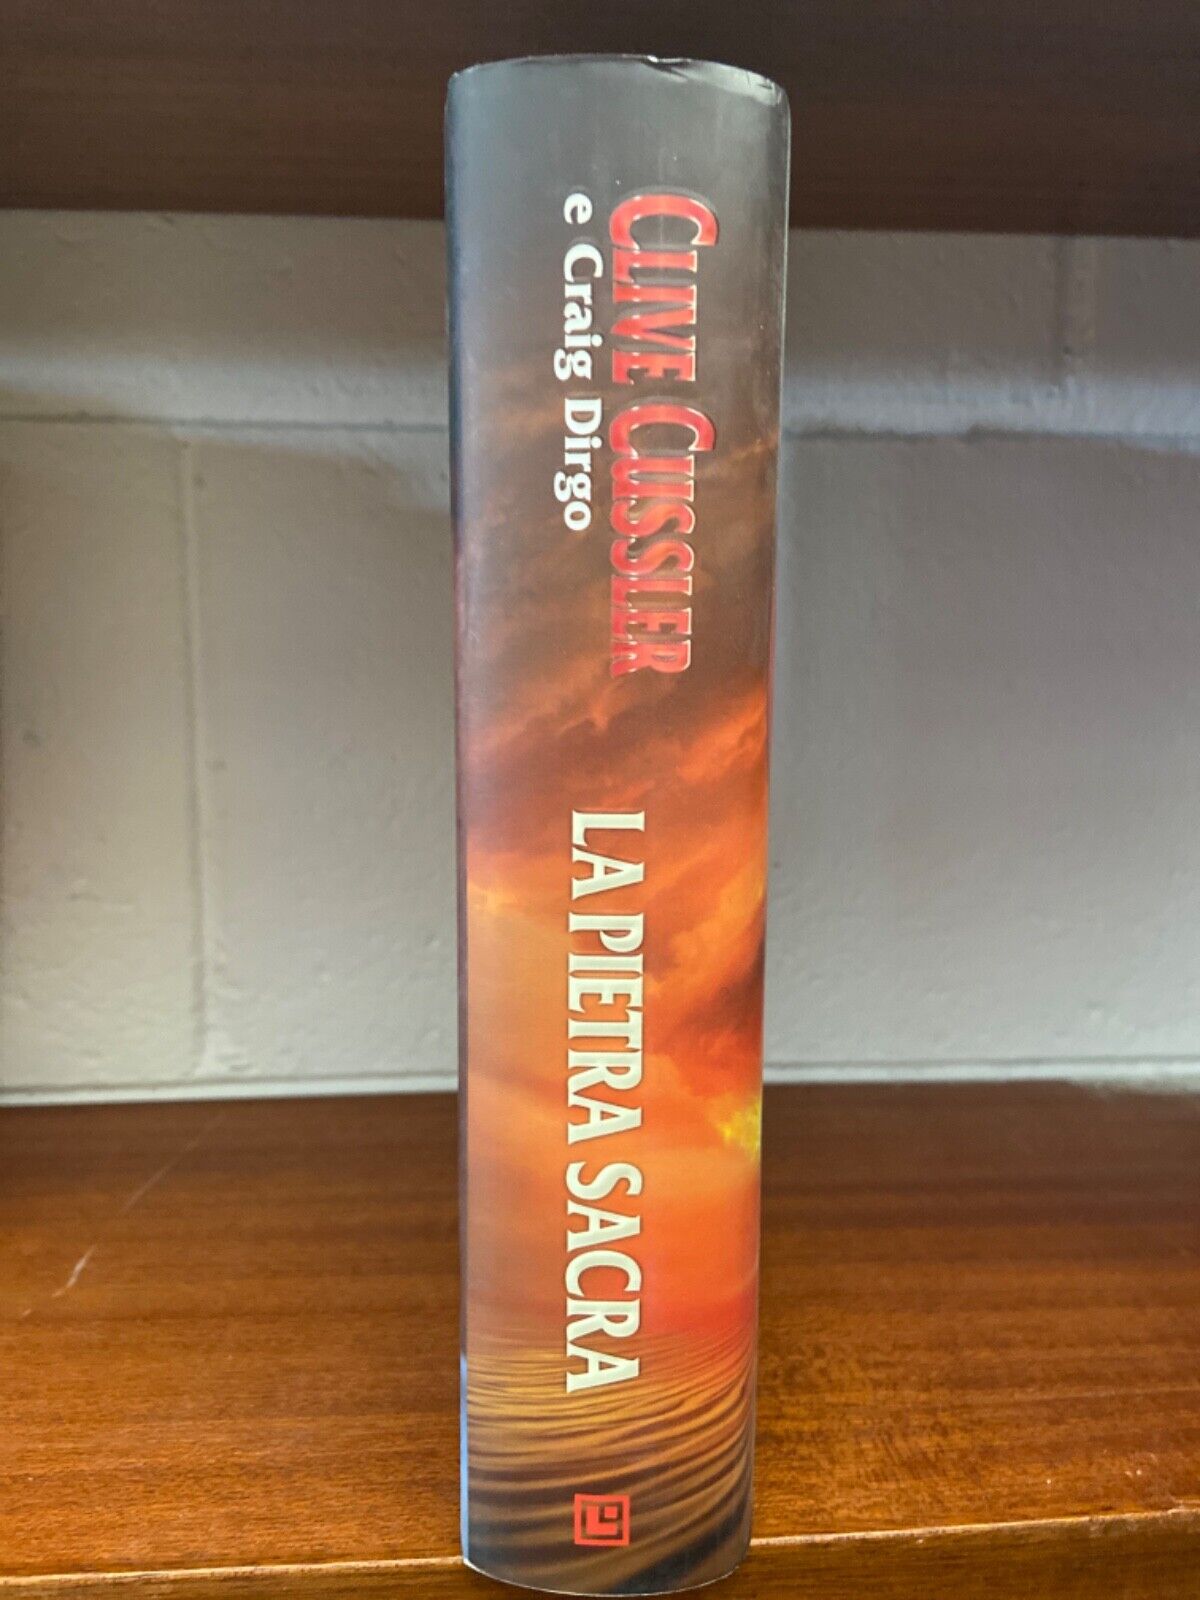 CLIVE CUSSLER
e Craig Dirgo
LA PIETRA SACRA